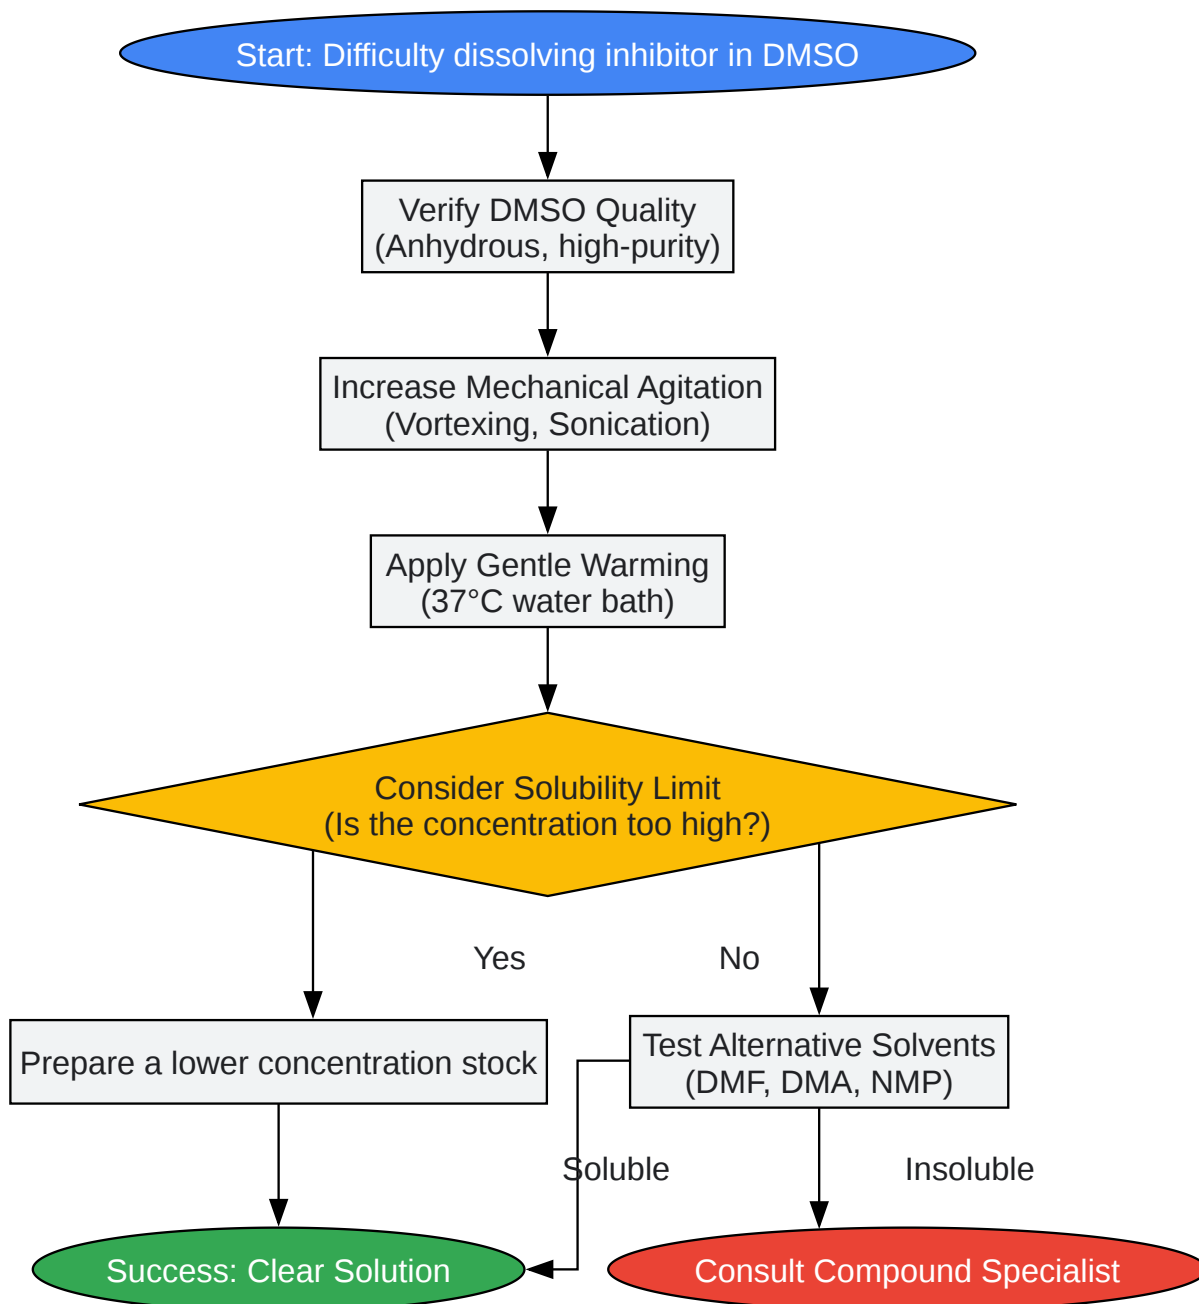 Start: Difficulty dissolving inhibitor in DMSO
Verify DMSO Quality
(Anhydrous, high-purity)
Increase Mechanical Agitation
(Vortexing, Sonication)
Apply Gentle Warming
(37°C water bath)
Consider Solubility Limit
(Is the concentration too high?)
Yes
No
Prepare a lower concentration stock
Test Alternative Solvents
(DMF, DMA, NMP)
Soluble
Insoluble
Success: Clear Solution
Consult Compound Specialist